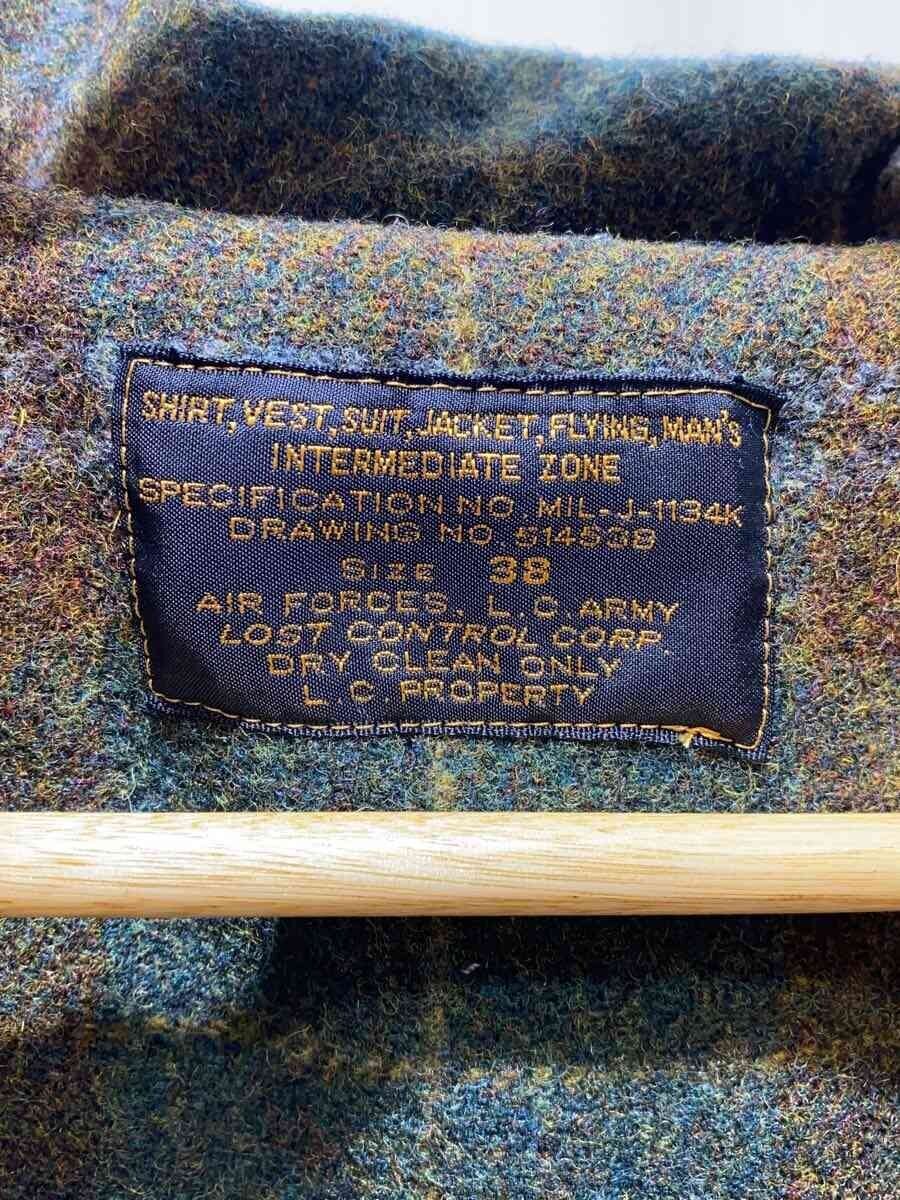 SHIRT,VEST,SUIT,JACKET,FLYING,MAN'S
INTERMEDIATE ZONE
SPECIFICATION NO. MIL-J-1134K
DRAWING NO. 514538
SIZE 38
AIR FORCES. L.C.ARMY
LOST CONTROL CORP.
DRY CLEAN ONLY
L.C.PROPERTY